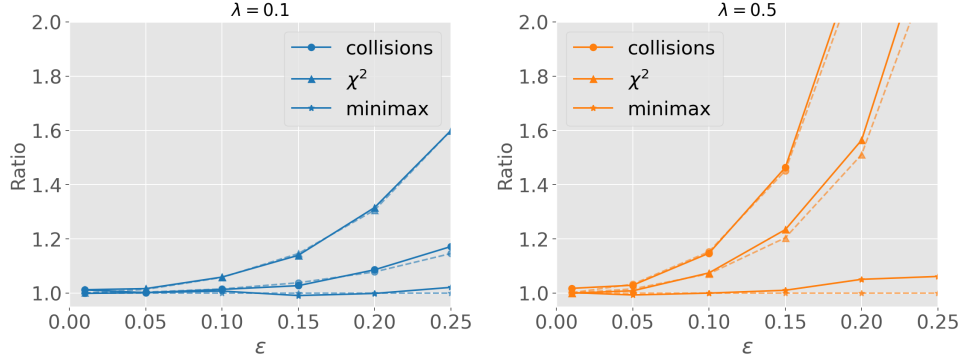 λ = 0.1
2.0
1.8
1.6
1.4
1.2
1.0
Ratio
collisions
χ²
minimax
0.00 0.05 0.10 0.15 0.20 0.25
ε
λ = 0.5
2.0
1.8
1.6
1.4
1.2
1.0
Ratio
collisions
χ²
minimax
0.00 0.05 0.10 0.15 0.20 0.25
ε